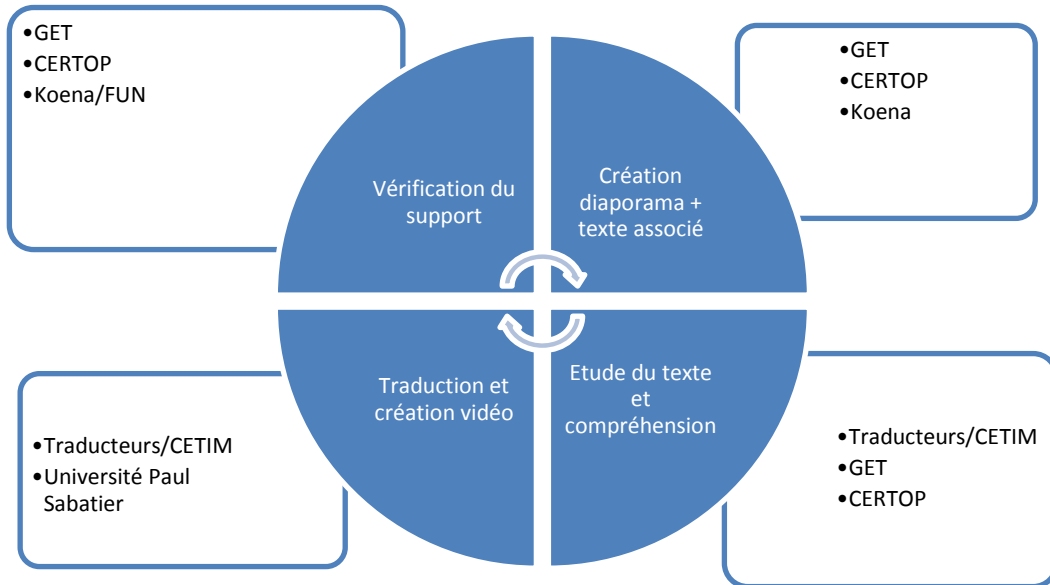 •GET
•CERTOP
•Koena/FUN
•GET
•CERTOP
•Koena
Vérification du
support
Création
diaporama +
texte associé
Traduction et
création vidéo
Etude du texte
et
compréhension
•Traducteurs/CETIM
•Université Paul
Sabatier
•Traducteurs/CETIM
•GET
•CERTOP